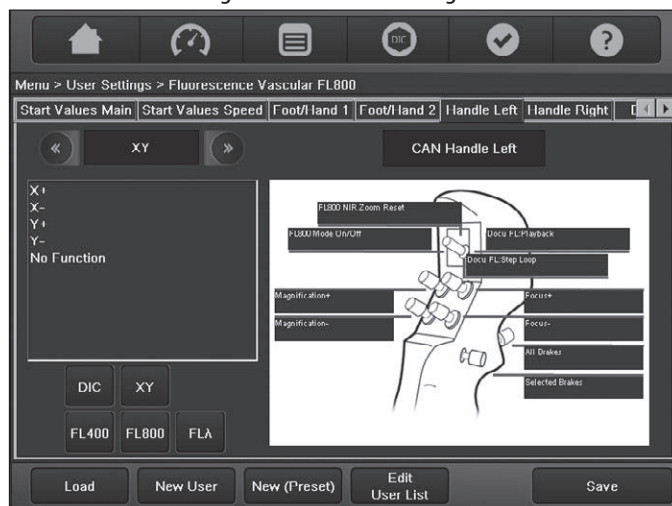 DIC
?
Menu > User Settings > Fluorescence Vascular FL800
Start Values Main Start Values Speed Foot/Hand 1 Foot/Hand 2 Handle Left Handle Right
« XY »
CAN Handle Left
X+
X-
Y+
Y-
No Function
FL800 NIR Zoom Reset
FL800 Mode On/Off
Docu FL:Playback
Docu FL:Step Loop
Magnification+
Focus+
Magnification-
Focus-
All Brakes
Selected Brakes
DIC XY
FL400 FL800 FLλ
Load New User New (Preset) Edit User List Save